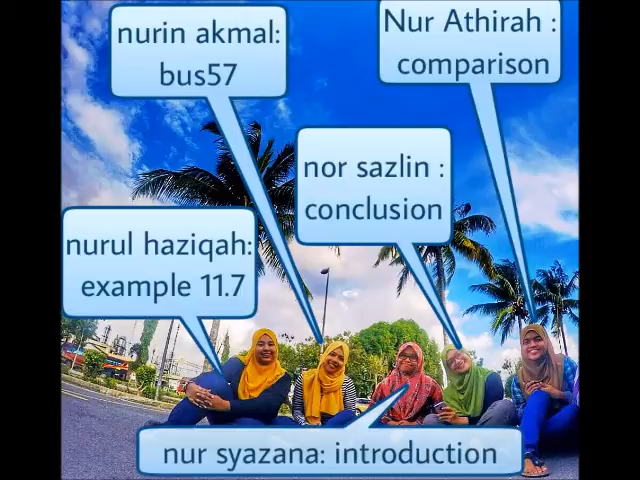 nurin akmal:
bus57
Nur Athirah :
comparison
nor sazlin :
conclusion
nurul haziqah:
example 11.7
nur syazana: introduction